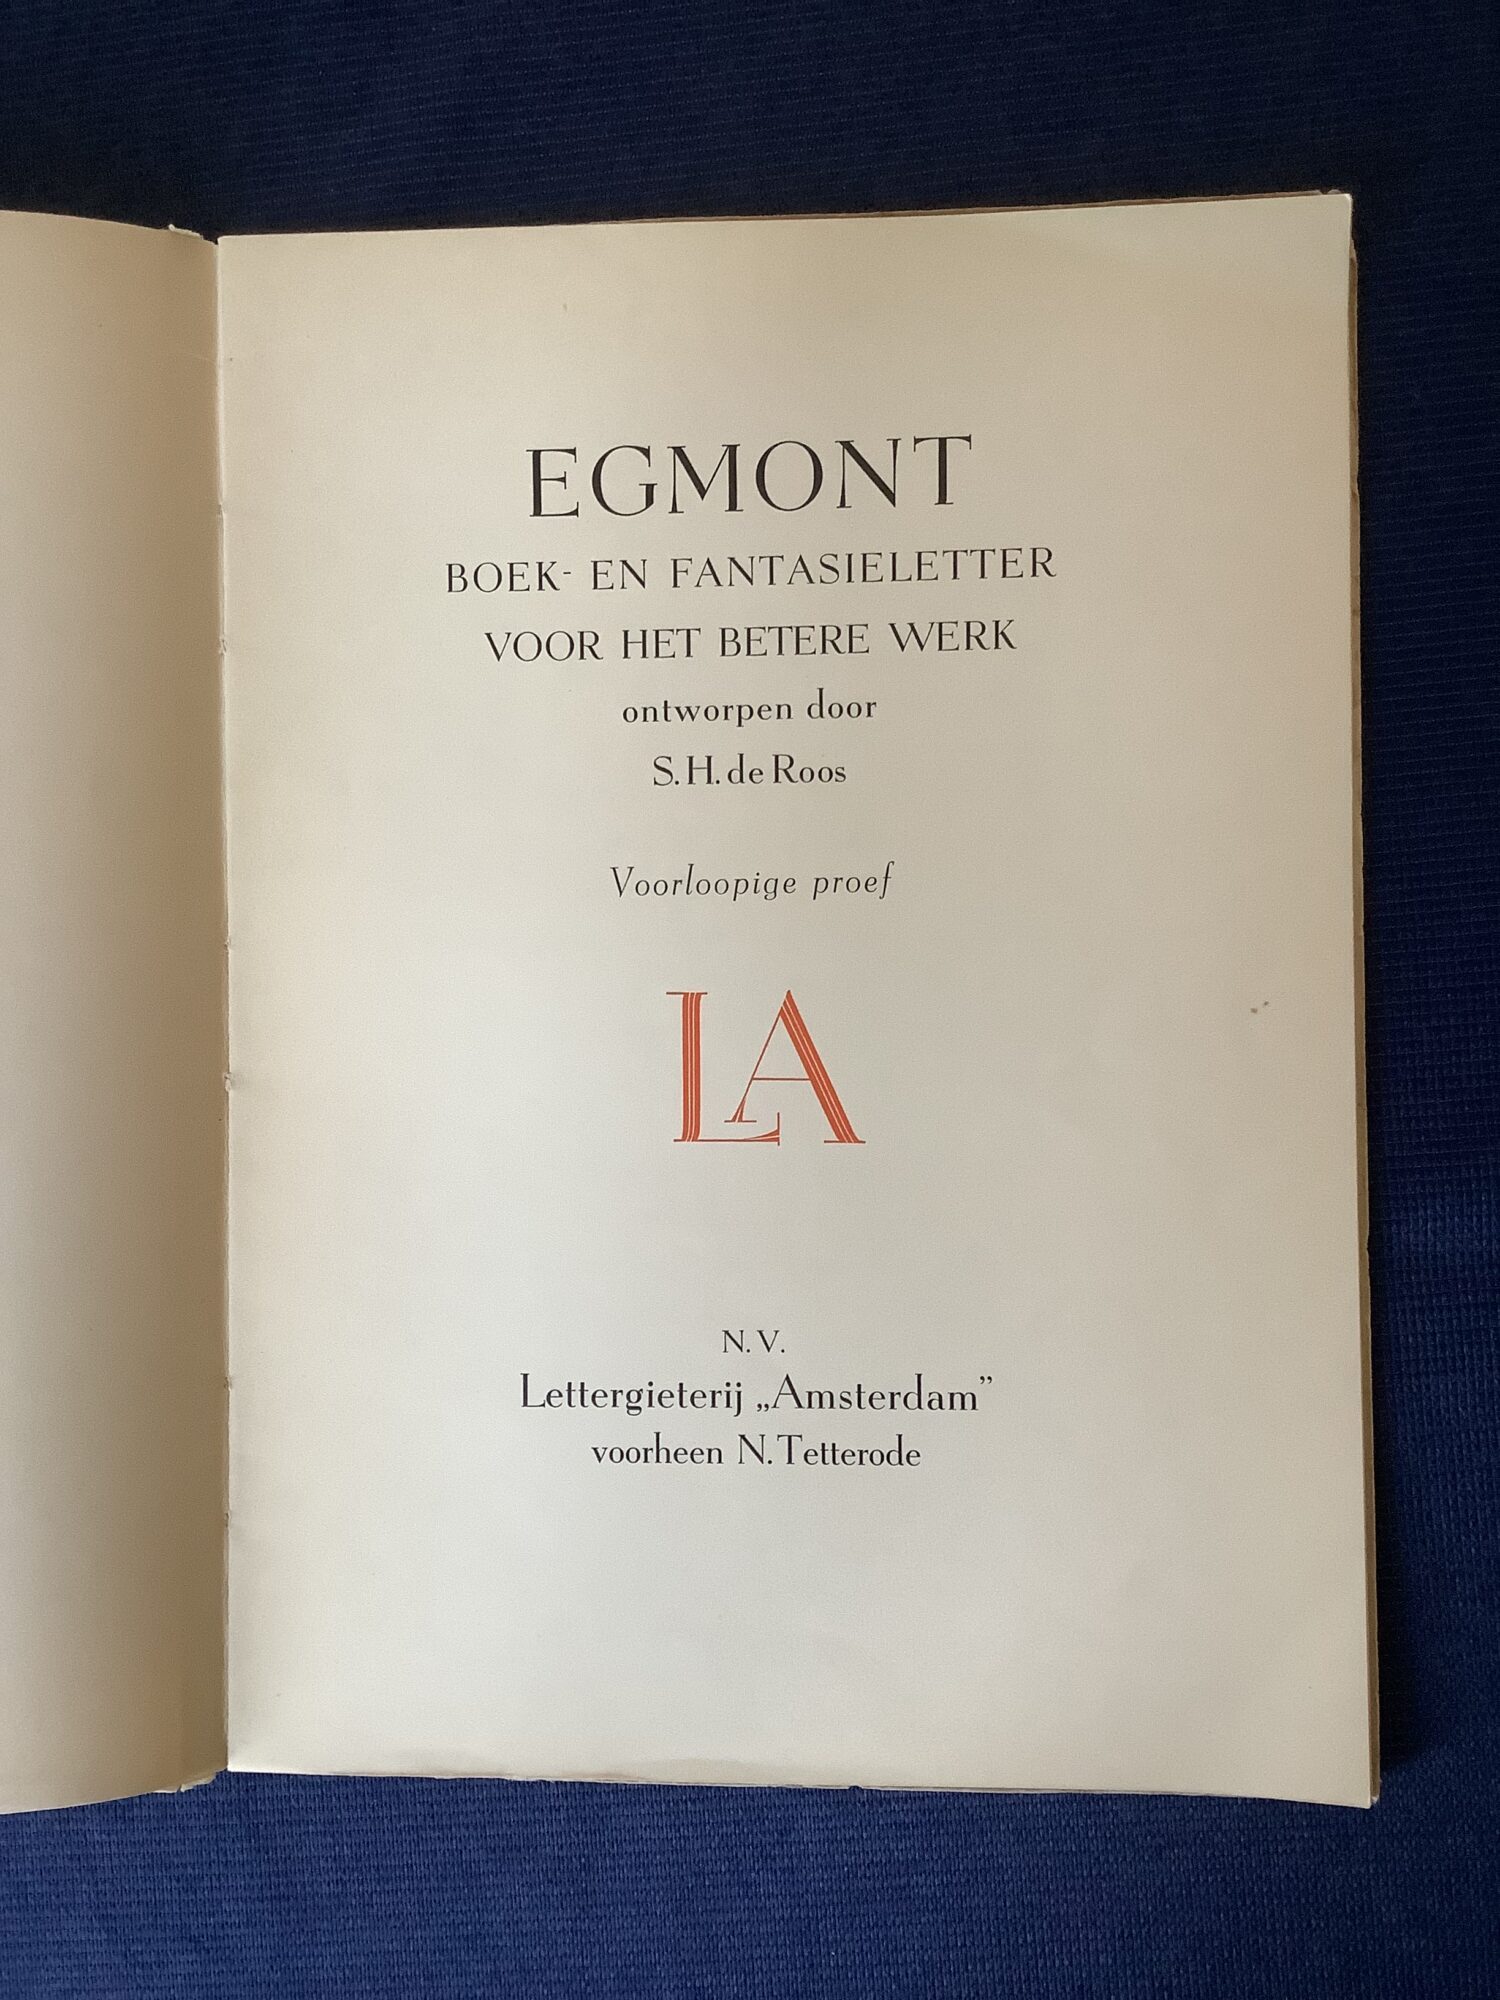 EGMONT
BOEK- EN FANTASIELETTER
VOOR HET BETERE WERK
ontworpen door
S. H. de Roos
Voorloopige proef
LA
N. V.
Lettergieterij „Amsterdam”
voorheen N. Tetterode